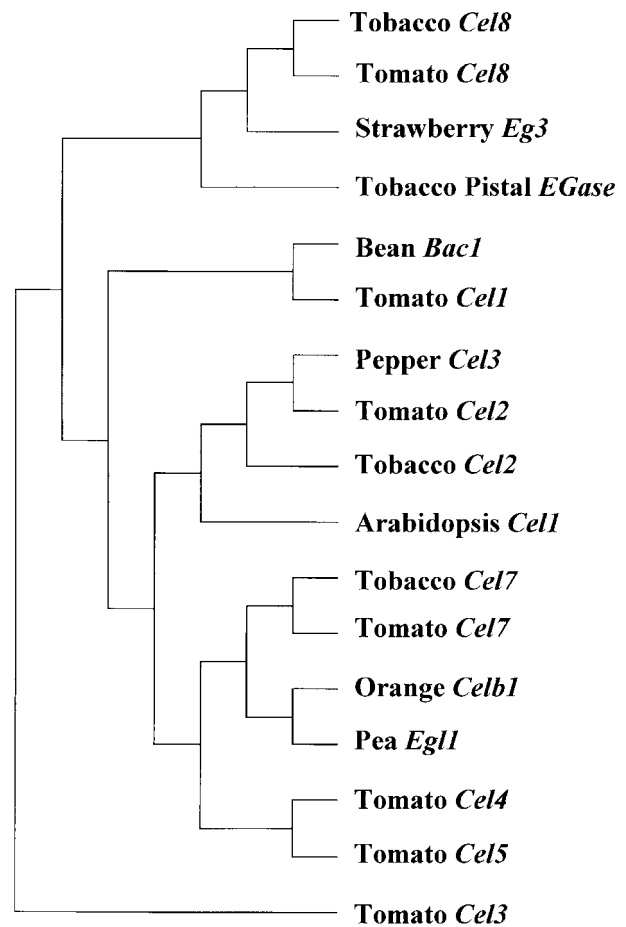 Tobacco Cel8
Tomato Cel8
Strawberry Eg3
Tobacco Pistal EGase
Bean Bac1
Tomato Cel1
Pepper Cel3
Tomato Cel2
Tobacco Cel2
Arabidopsis Cel1
Tobacco Cel7
Tomato Cel7
Orange Celb1
Pea Egl1
Tomato Cel4
Tomato Cel5
Tomato Cel3